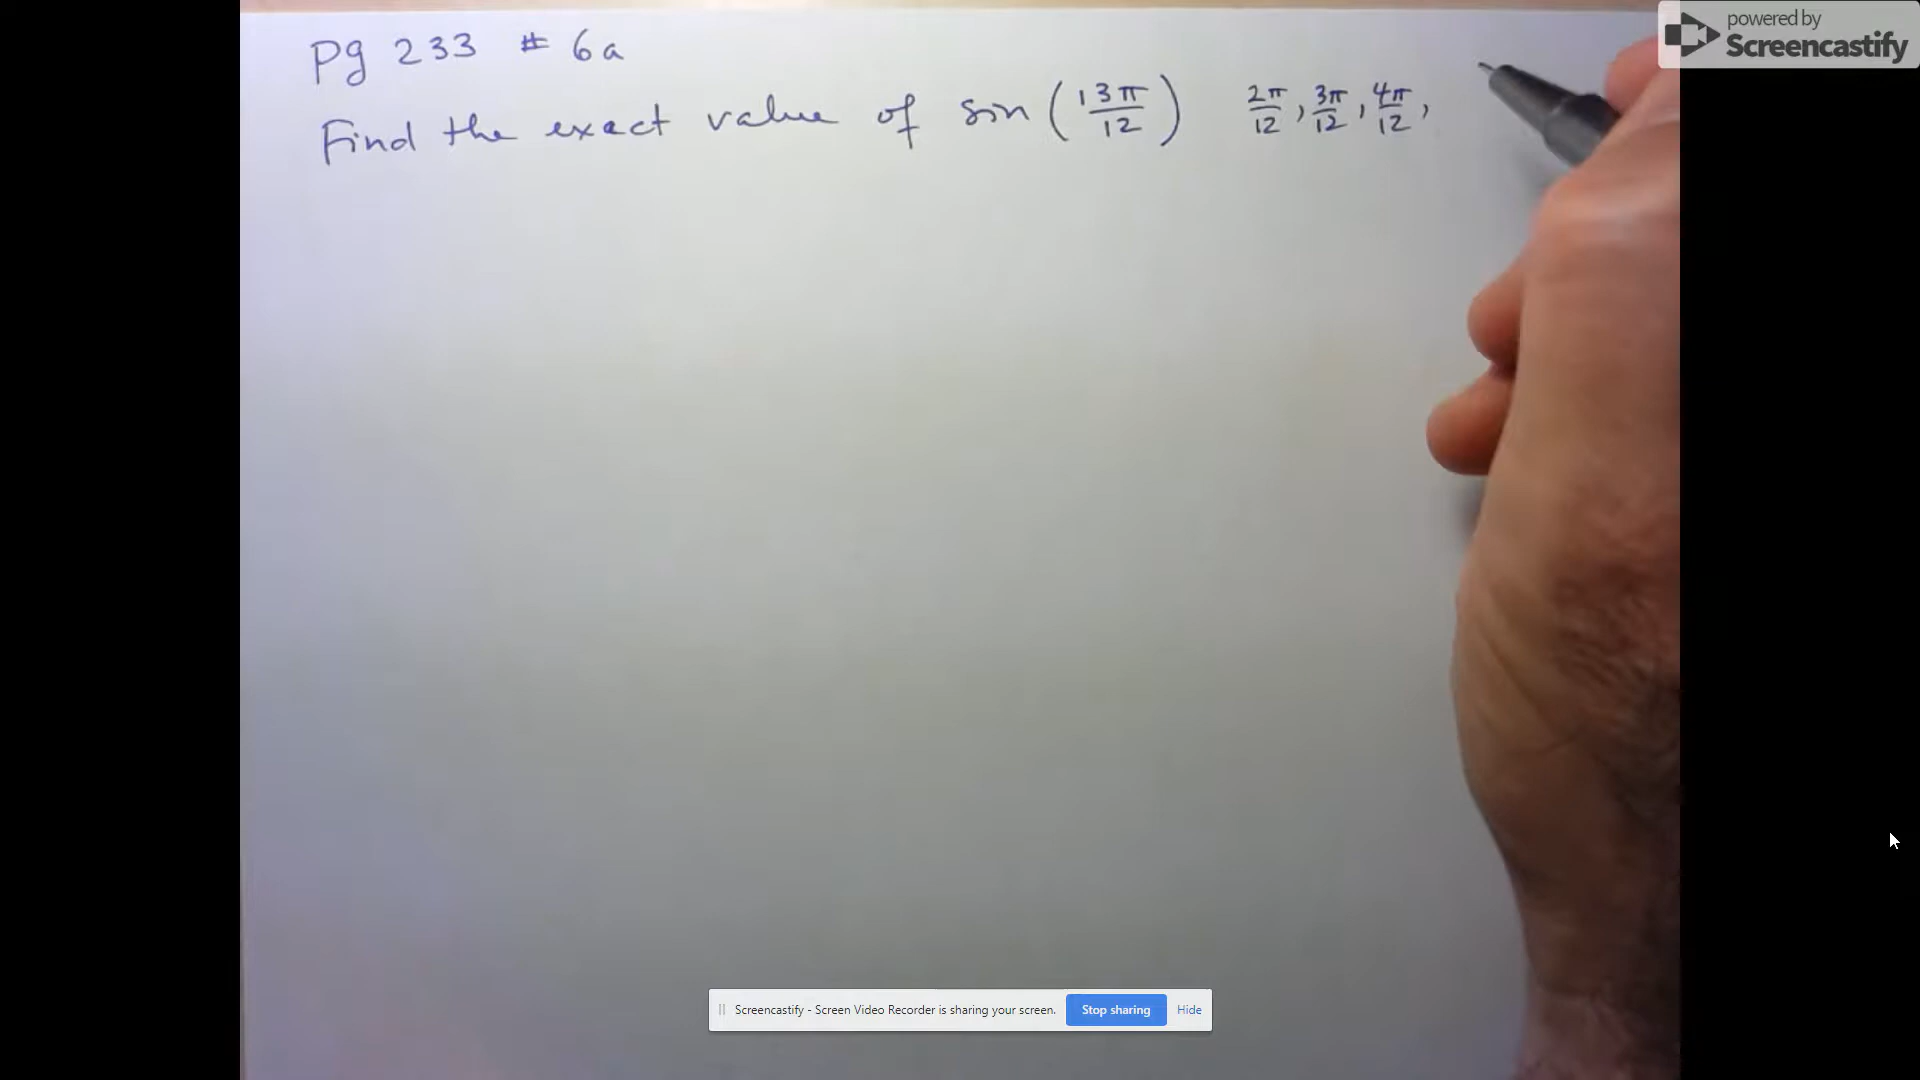 powered by
Screencastify
pg 233 # 6a
Find the exact value of sin (13π/12) 2π/12, 3π/12, 4π/12,
Screencastify - Screen Video Recorder is sharing your screen. Stop sharing Hide